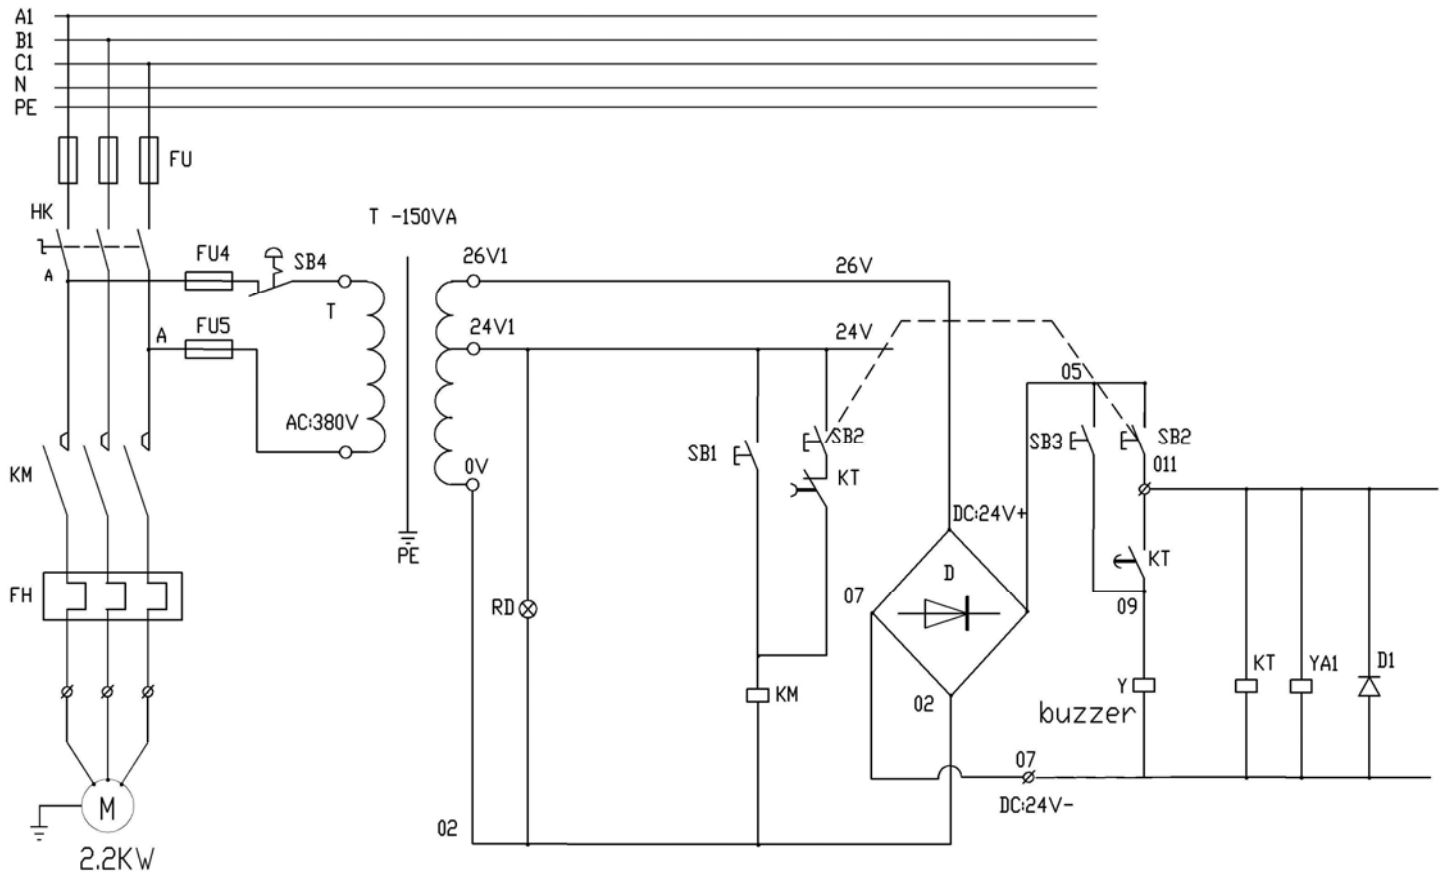 A1
B1
C1
N
PE
FU
HK
T -150VA
A
FU4
SB4
26V1
26V
T
A
FU5
24V1
24V
05
AC:380V
0V
SB1
SB2
SB3
SB2
011
KM
KT
DC:24V+
PE
KT
D
FH
RD
07
09
KM
02
Y
buzzer
KT
YA1
D1
07
DC:24V-
M
02
2.2KW